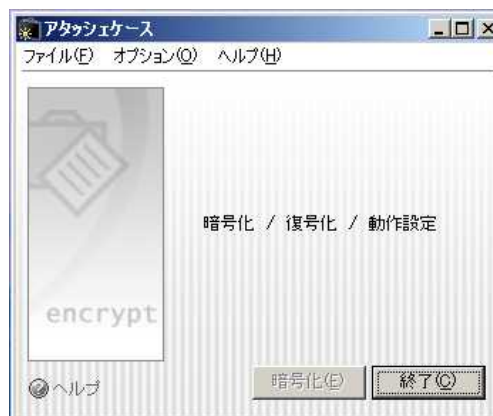 アタッシェケース
ファイル(F) オプション(O) ヘルプ(H)
暗号化 / 復号化 / 動作設定
encrypt
ヘルプ
暗号化(E) 終了(C)